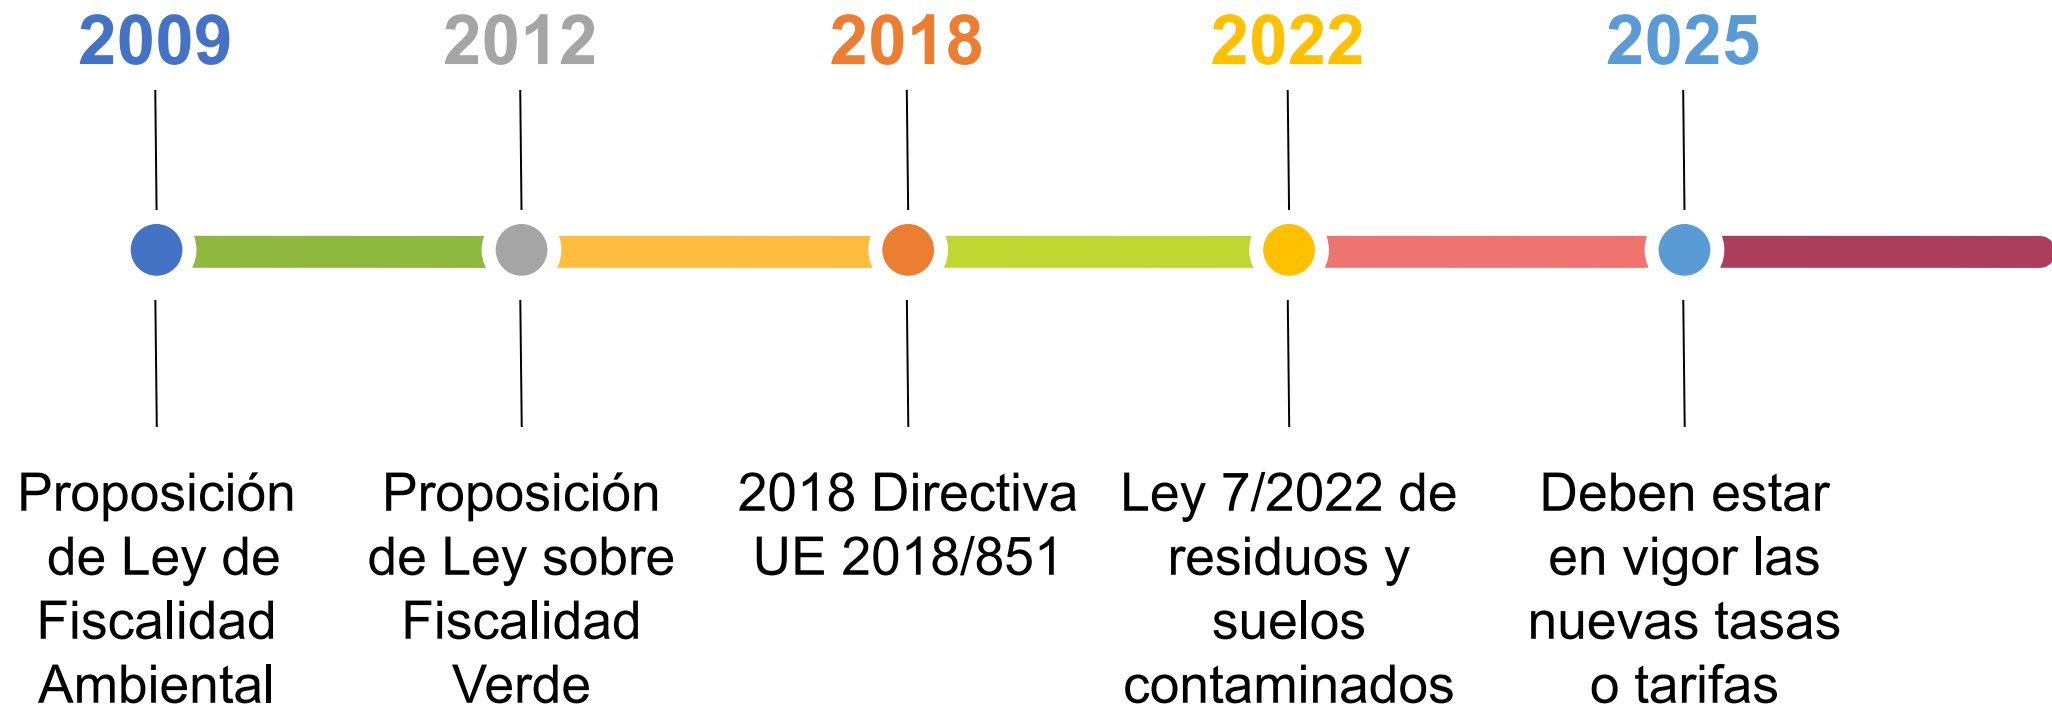 2009
2012
2018
2022
2025
Proposición
de Ley de
Fiscalidad
Ambiental
Proposición
de Ley sobre
Fiscalidad
Verde
2018 Directiva
UE 2018/851
Ley 7/2022 de
residuos y
suelos
contaminados
Deben estar
en vigor las
nuevas tasas
o tarifas